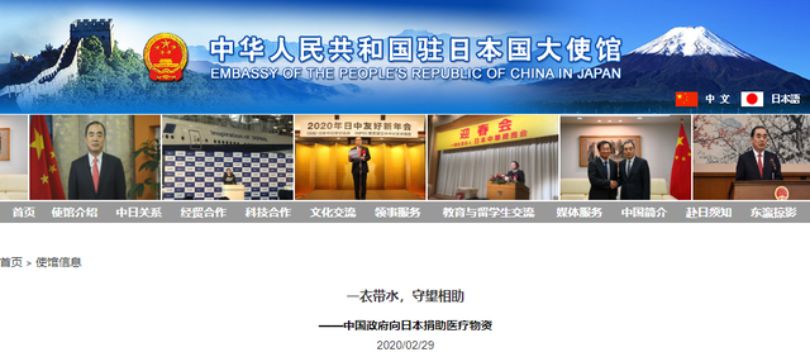 中华人民共和国驻日本国大使馆
EMBASSY OF THE PEOPLE'S REPUBLIC OF CHINA IN JAPAN
中 文 日本語
2020年日中友好新年会
迎春会
首页 使馆介绍 中日关系 经贸合作 科技合作 文化交流 领事服务 教育与留学生交流 媒体服务 中国简介 赴日须知 东瀛掠影
首页 > 使馆信息
一衣带水，守望相助
——中国政府向日本捐助医疗物资
2020/02/29